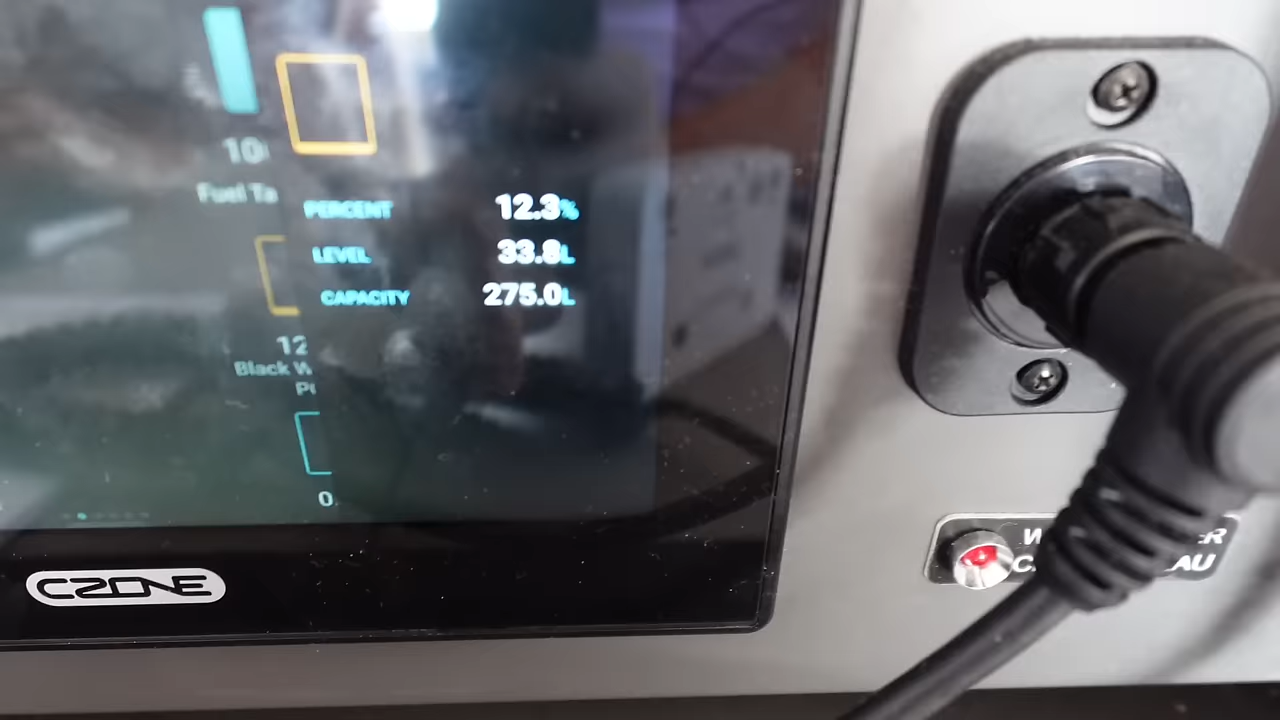 10
Fuel Ta
PERCENT 12.3%
LEVEL 33.8L
CAPACITY 275.0L
12
Black W
P
0.
CZONE